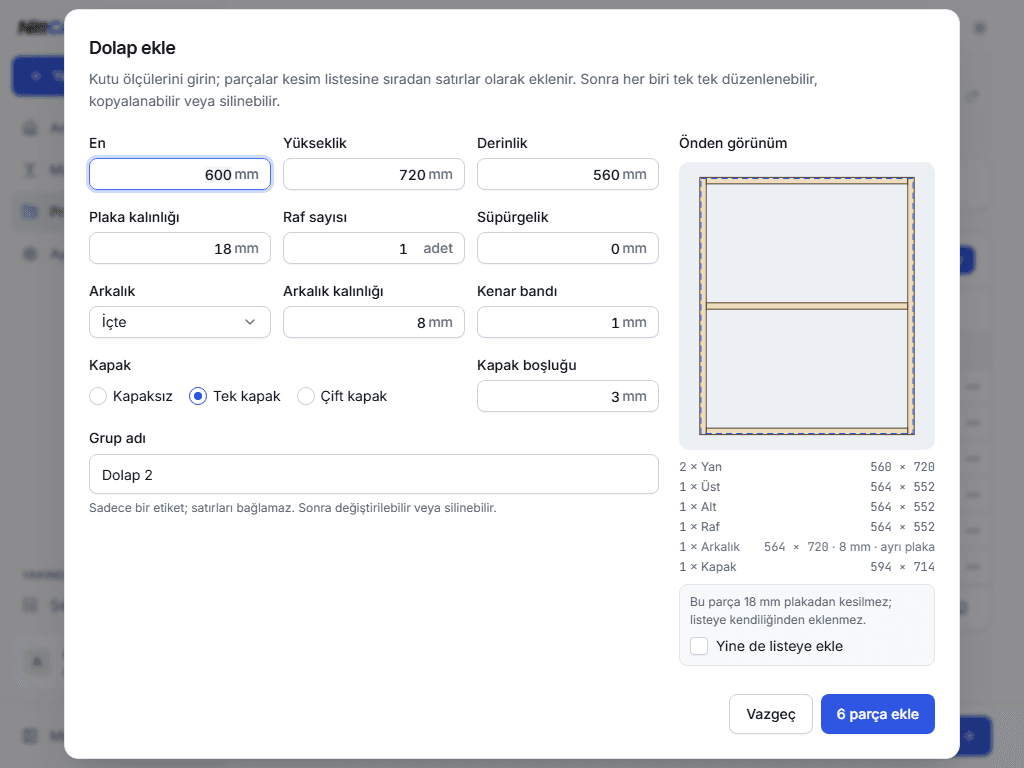 Dolap ekle
Kutu ölçülerini girin; parçalar kesim listesine sıradan satırlar olarak eklenir. Sonra her biri tek tek düzenlenebilir,
kopyalanabilir veya silinebilir.
En
Yükseklik
Derinlik
Önden görünüm
600 mm
720 mm
560 mm
Plaka kalınlığı
Raf sayısı
Süpürgelik
18 mm
1 adet
0 mm
Arkalık
Arkalık kalınlığı
Kenar bandı
İçte
8 mm
1 mm
Kapak
Kapak boşluğu
Kapaksız
Tek kapak
Çift kapak
3 mm
Grup adı
Dolap 2
Sadece bir etiket; satırları bağlamaz. Sonra değiştirilebilir veya silinebilir.
2 × Yan 560 × 720
1 × Üst 564 × 552
1 × Alt 564 × 552
1 × Raf 564 × 552
1 × Arkalık 564 × 720 · 8 mm · ayrı plaka
1 × Kapak 594 × 714
Bu parça 18 mm plakadan kesilmez;
listeye kendiliğinden eklenmez.
Yine de listeye ekle
Vazgeç
6 parça ekle